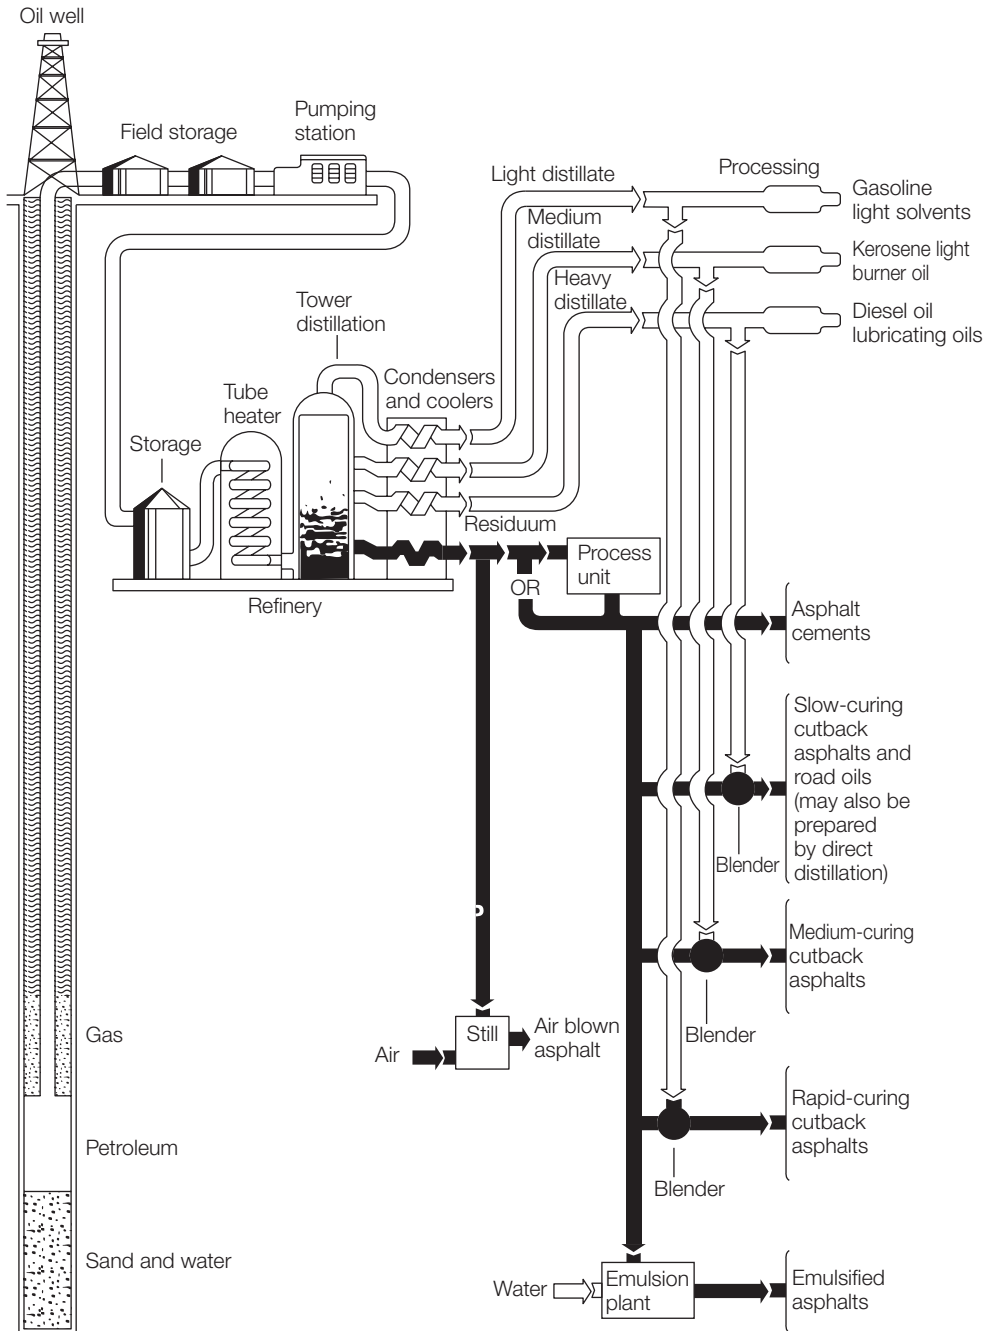 Oil well
Field storage
Pumping
station
Light distillate
Processing
Gasoline
light solvents
Medium
distillate
Kerosene light
burner oil
Heavy
distillate
Diesel oil
lubricating oils
Tower
distillation
Condensers
and coolers
Tube
heater
Storage
Residuum
Process
unit
OR
Refinery
Asphalt
cements
Slow-curing
cutback
asphalts and
road oils
(may also be
prepared
by direct
distillation)
Blender
Medium-curing
cutback
asphalts
Blender
Gas
Air
Still
Air blown
asphalt
Rapid-curing
cutback
asphalts
Blender
Petroleum
Sand and water
Water
Emulsion
plant
Emulsified
asphalts